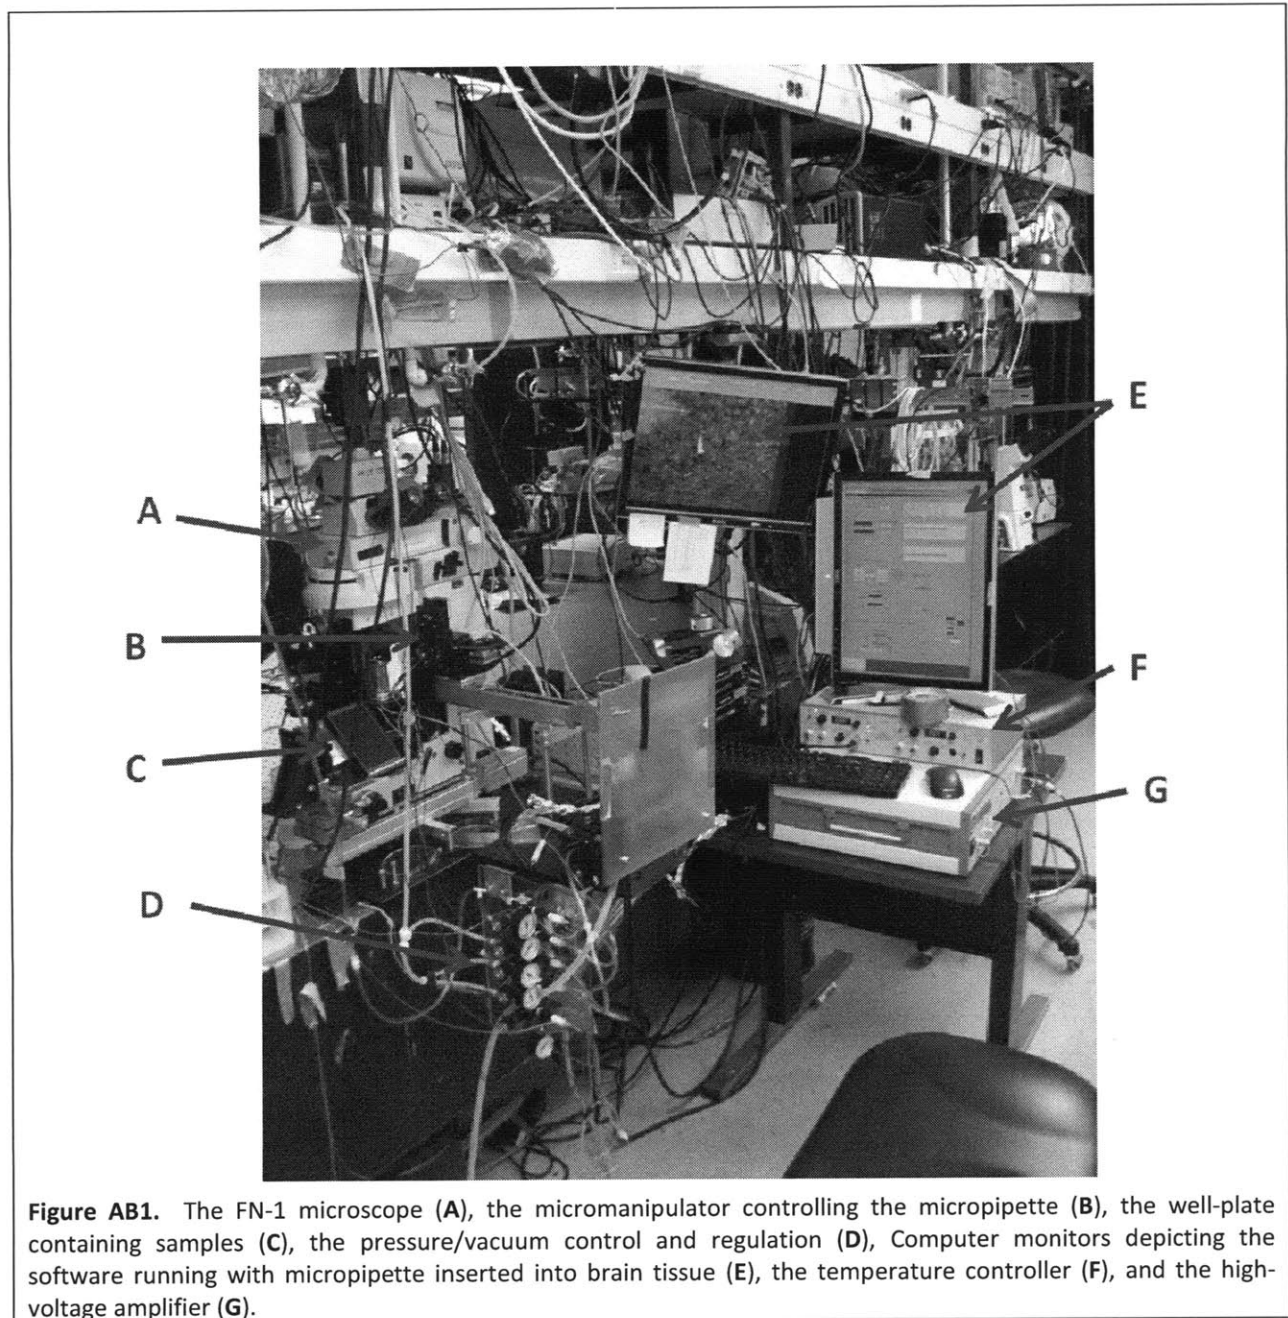 E
A
B
F
C
G
D
Figure AB1. The FN-1 microscope (A), the micromanipulator controlling the micropipette (B), the well-plate
containing samples (C), the pressure/vacuum control and regulation (D), Computer monitors depicting the
software running with micropipette inserted into brain tissue (E), the temperature controller (F), and the high-
voltage amplifier (G).